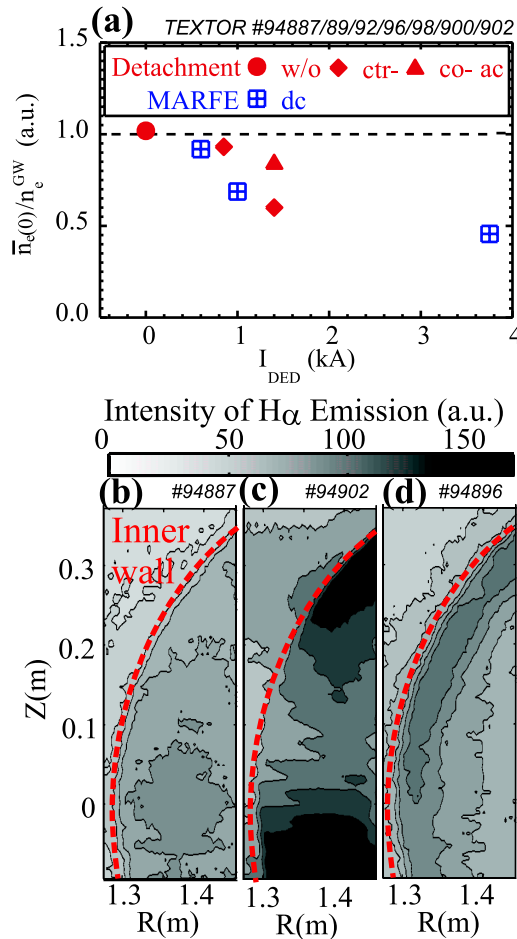 (a) TEXTOR #94887/89/92/96/98/900/902
1.5
Detachment w/o ctr- co- ac
MARFE dc
1.0
0.5
0.0
n̅e(0)/neGW (a.u.)
0 1 2 3 4
IDED (kA)
Intensity of Hα Emission (a.u.)
0 50 100 150
(b) #94887 (c) #94902 (d) #94896
Inner
wall
0.3
0.2
0.1
0
Z(m)
1.3 1.4 1.3 1.4 1.3 1.4
R(m) R(m) R(m)